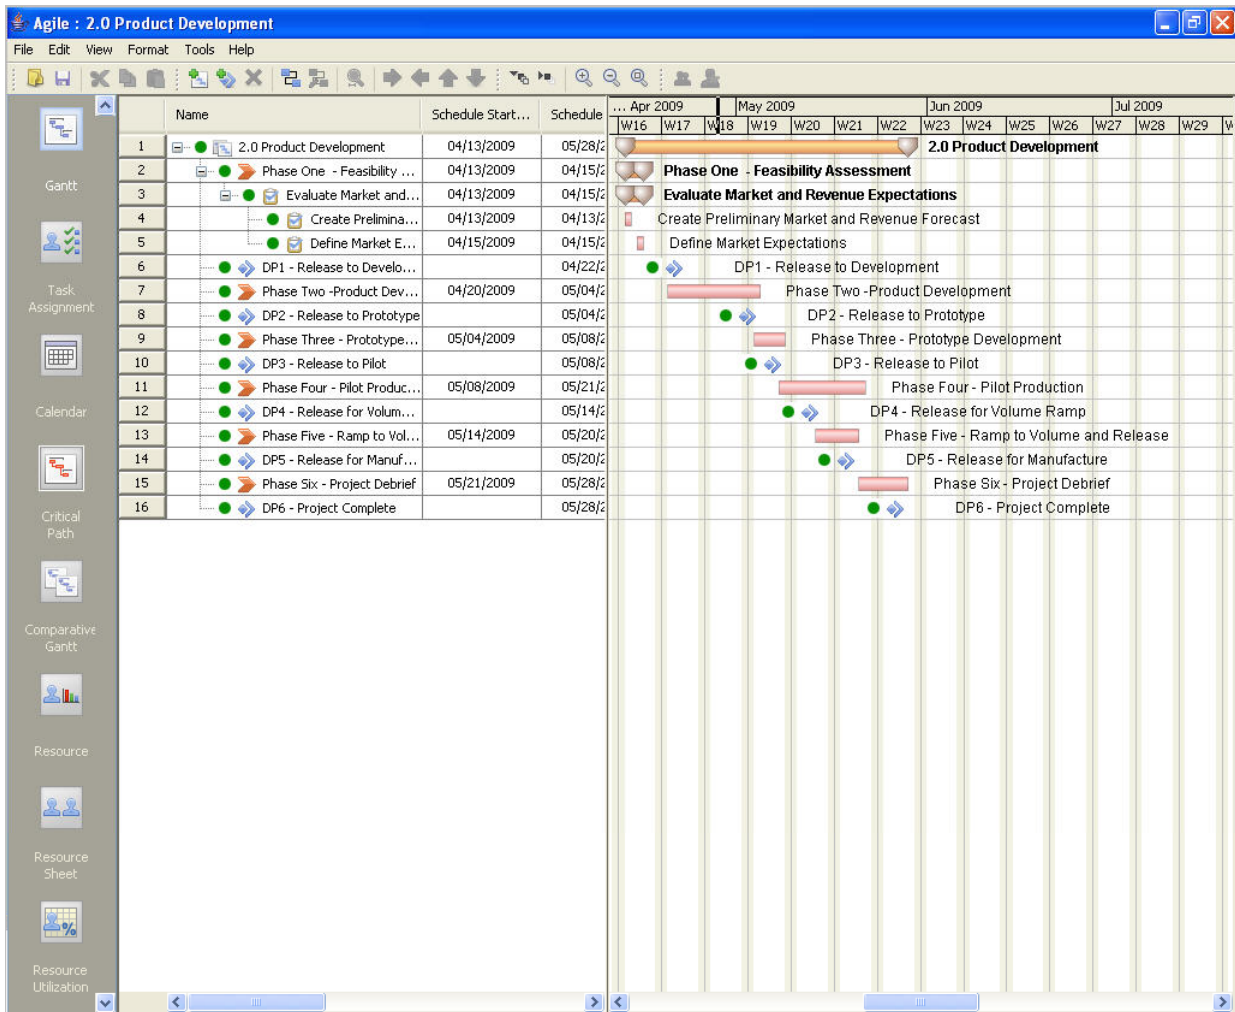 Agile : 2.0 Product Development
File Edit View Format Tools Help
Name Schedule Start... Schedule
... Apr 2009 May 2009 Jun 2009 Jul 2009
W16 W17 W18 W19 W20 W21 W22 W23 W24 W25 W26 W27 W28 W29 W
1 2.0 Product Development 04/13/2009 05/28/2 2.0 Product Development
2 Phase One - Feasibility ... 04/13/2009 04/15/2 Phase One - Feasibility Assessment
3 Evaluate Market and... 04/13/2009 04/15/2 Evaluate Market and Revenue Expectations
4 Create Prelimina... 04/13/2009 04/13/2 Create Preliminary Market and Revenue Forecast
5 Define Market E... 04/15/2009 04/15/2 Define Market Expectations
6 DP1 - Release to Develo... 04/22/2 DP1 - Release to Development
7 Phase Two -Product Dev... 04/20/2009 05/04/2 Phase Two -Product Development
8 DP2 - Release to Prototype 05/04/2 DP2 - Release to Prototype
9 Phase Three - Prototype... 05/04/2009 05/08/2 Phase Three - Prototype Development
10 DP3 - Release to Pilot 05/08/2 DP3 - Release to Pilot
11 Phase Four - Pilot Produc... 05/08/2009 05/21/2 Phase Four - Pilot Production
12 DP4 - Release for Volum... 05/14/2 DP4 - Release for Volume Ramp
13 Phase Five - Ramp to Vol... 05/14/2009 05/20/2 Phase Five - Ramp to Volume and Release
14 DP5 - Release for Manuf... 05/20/2 DP5 - Release for Manufacture
15 Phase Six - Project Debrief 05/21/2009 05/28/2 Phase Six - Project Debrief
16 DP6 - Project Complete 05/28/2 DP6 - Project Complete
Gantt
Task
Assignment
Calendar
Critical
Path
Comparative
Gantt
Resource
Resource
Sheet
Resource
Utilization